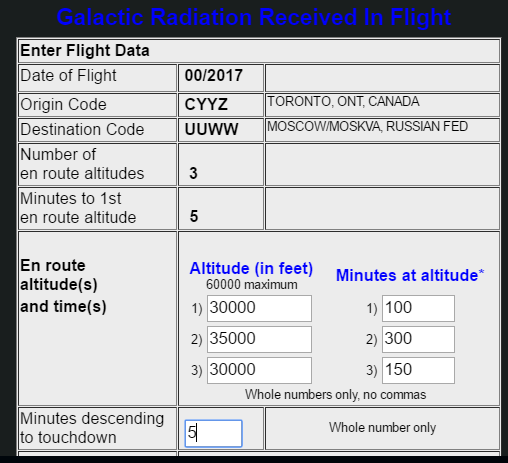 Galactic Radiation Received In Flight
Enter Flight Data
Date of Flight 00/2017
Origin Code CYYZ TORONTO, ONT, CANADA
Destination Code UUWW MOSCOW/MOSKVA, RUSSIAN FED
Number of
en route altitudes 3
Minutes to 1st
en route altitude 5
En route
altitude(s)
and time(s)
Altitude (in feet) Minutes at altitude*
60000 maximum
1) 30000 1) 100
2) 35000 2) 300
3) 30000 3) 150
Whole numbers only, no commas
Minutes descending
to touchdown 5 Whole number only